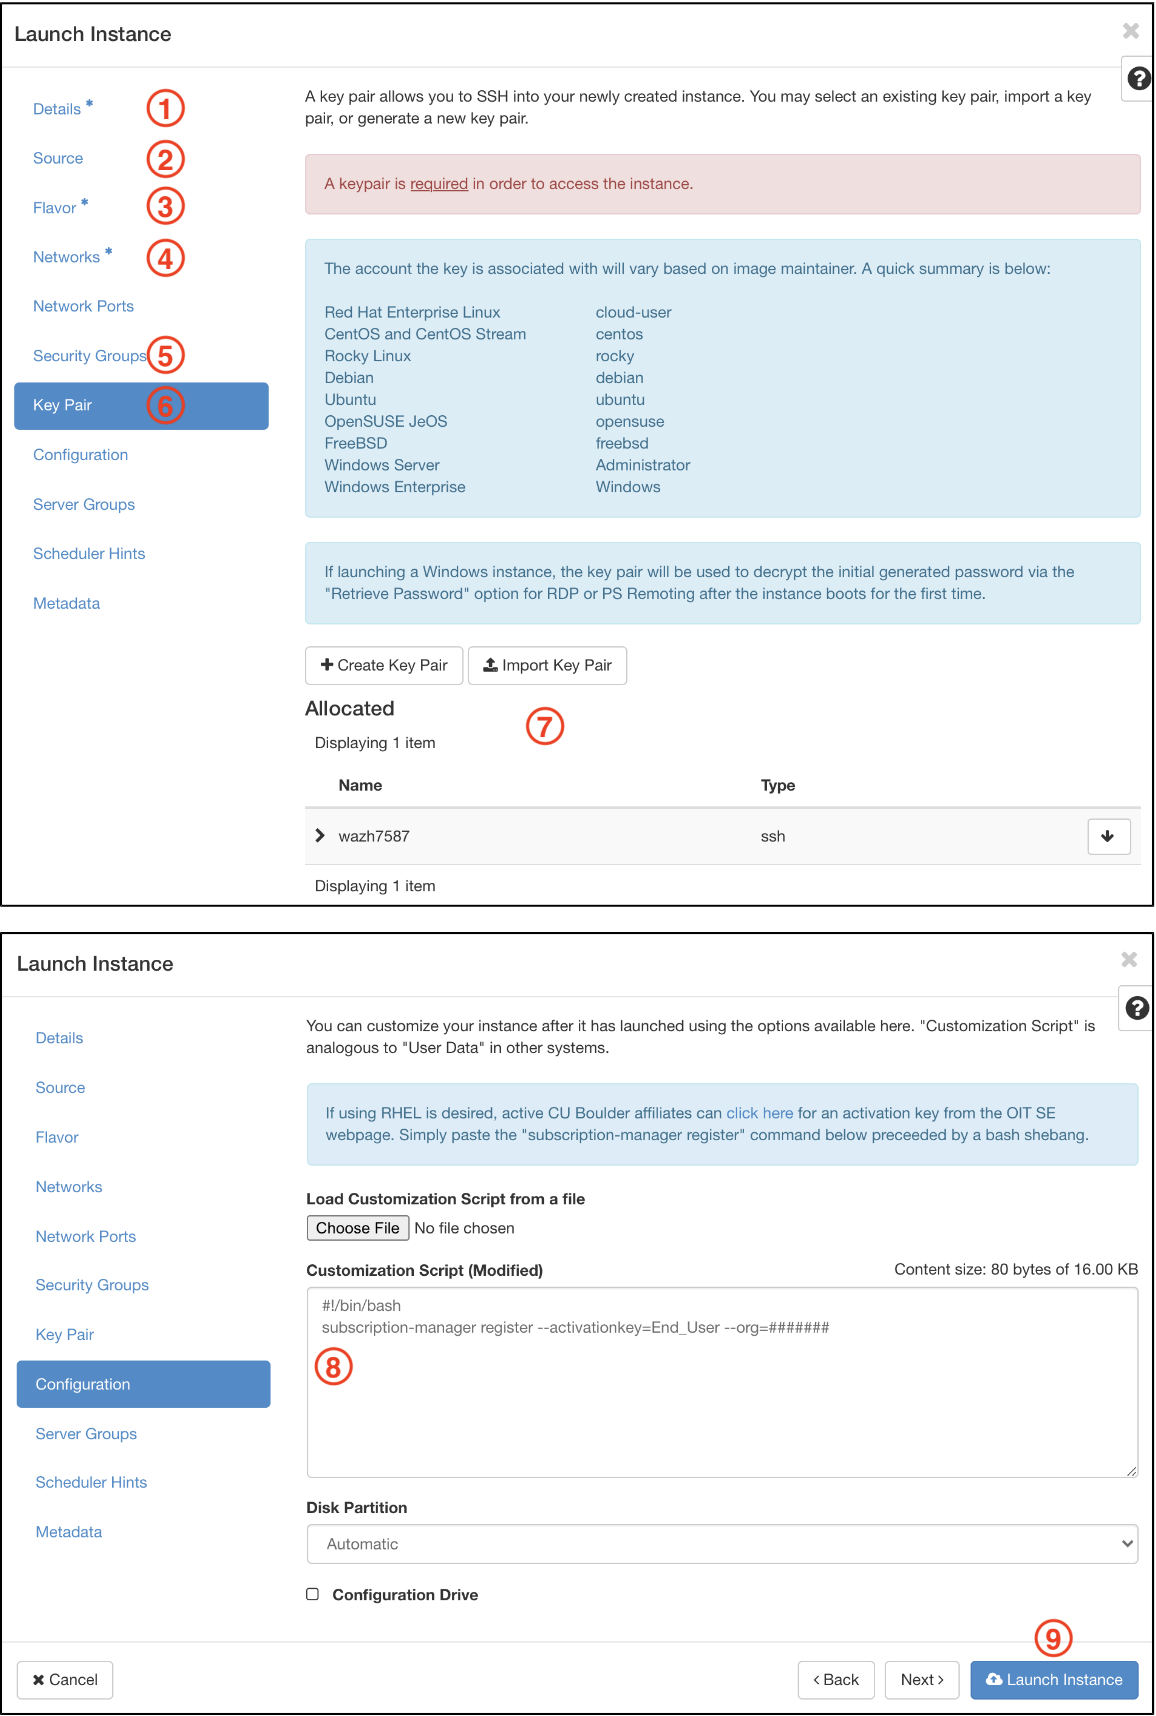 Launch Instance
Details *
①
Source
②
Flavor *
③
Networks *
④
Network Ports
Security Groups
⑤
Key Pair
⑥
Configuration
Server Groups
Scheduler Hints
Metadata
A key pair allows you to SSH into your newly created instance. You may select an existing key pair, import a key
pair, or generate a new key pair.
A keypair is required in order to access the instance.
The account the key is associated with will vary based on image maintainer. A quick summary is below:
Red Hat Enterprise Linux cloud-user
CentOS and CentOS Stream centos
Rocky Linux rocky
Debian debian
Ubuntu ubuntu
OpenSUSE JeOS opensuse
FreeBSD freebsd
Windows Server Administrator
Windows Enterprise Windows
If launching a Windows instance, the key pair will be used to decrypt the initial generated password via the
"Retrieve Password" option for RDP or PS Remoting after the instance boots for the first time.
Create Key Pair
Import Key Pair
Allocated
⑦
Displaying 1 item
Name Type
wazh7587 ssh
Displaying 1 item
Launch Instance
Details
Source
Flavor
Networks
Network Ports
Security Groups
Key Pair
Configuration
Server Groups
Scheduler Hints
Metadata
You can customize your instance after it has launched using the options available here. "Customization Script" is
analogous to "User Data" in other systems.
If using RHEL is desired, active CU Boulder affiliates can click here for an activation key from the OIT SE
webpage. Simply paste the "subscription-manager register" command below preceeded by a bash shebang.
Load Customization Script from a file
Choose File No file chosen
Customization Script (Modified)
Content size: 80 bytes of 16.00 KB
#!/bin/bash
subscription-manager register --activationkey=End_User --org=#######
⑧
Disk Partition
Automatic
Configuration Drive
⑨
Cancel
Back
Next
Launch Instance